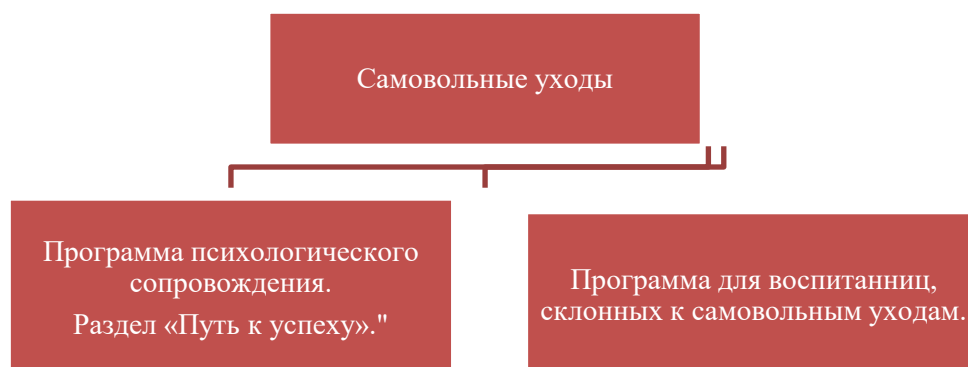 Самовольные уходы
Программа психологического
сопровождения.
Раздел «Путь к успеху»."
Программа для воспитанниц,
склонных к самовольным уходам.